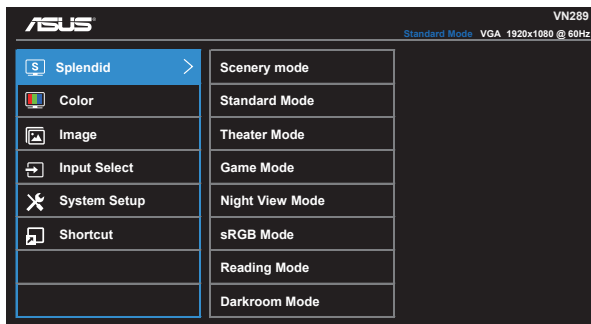 ASUS
VN289
Standard Mode VGA 1920x1080 @ 60Hz
S Splendid
Color
Image
Input Select
System Setup
Shortcut
Scenery mode
Standard Mode
Theater Mode
Game Mode
Night View Mode
sRGB Mode
Reading Mode
Darkroom Mode